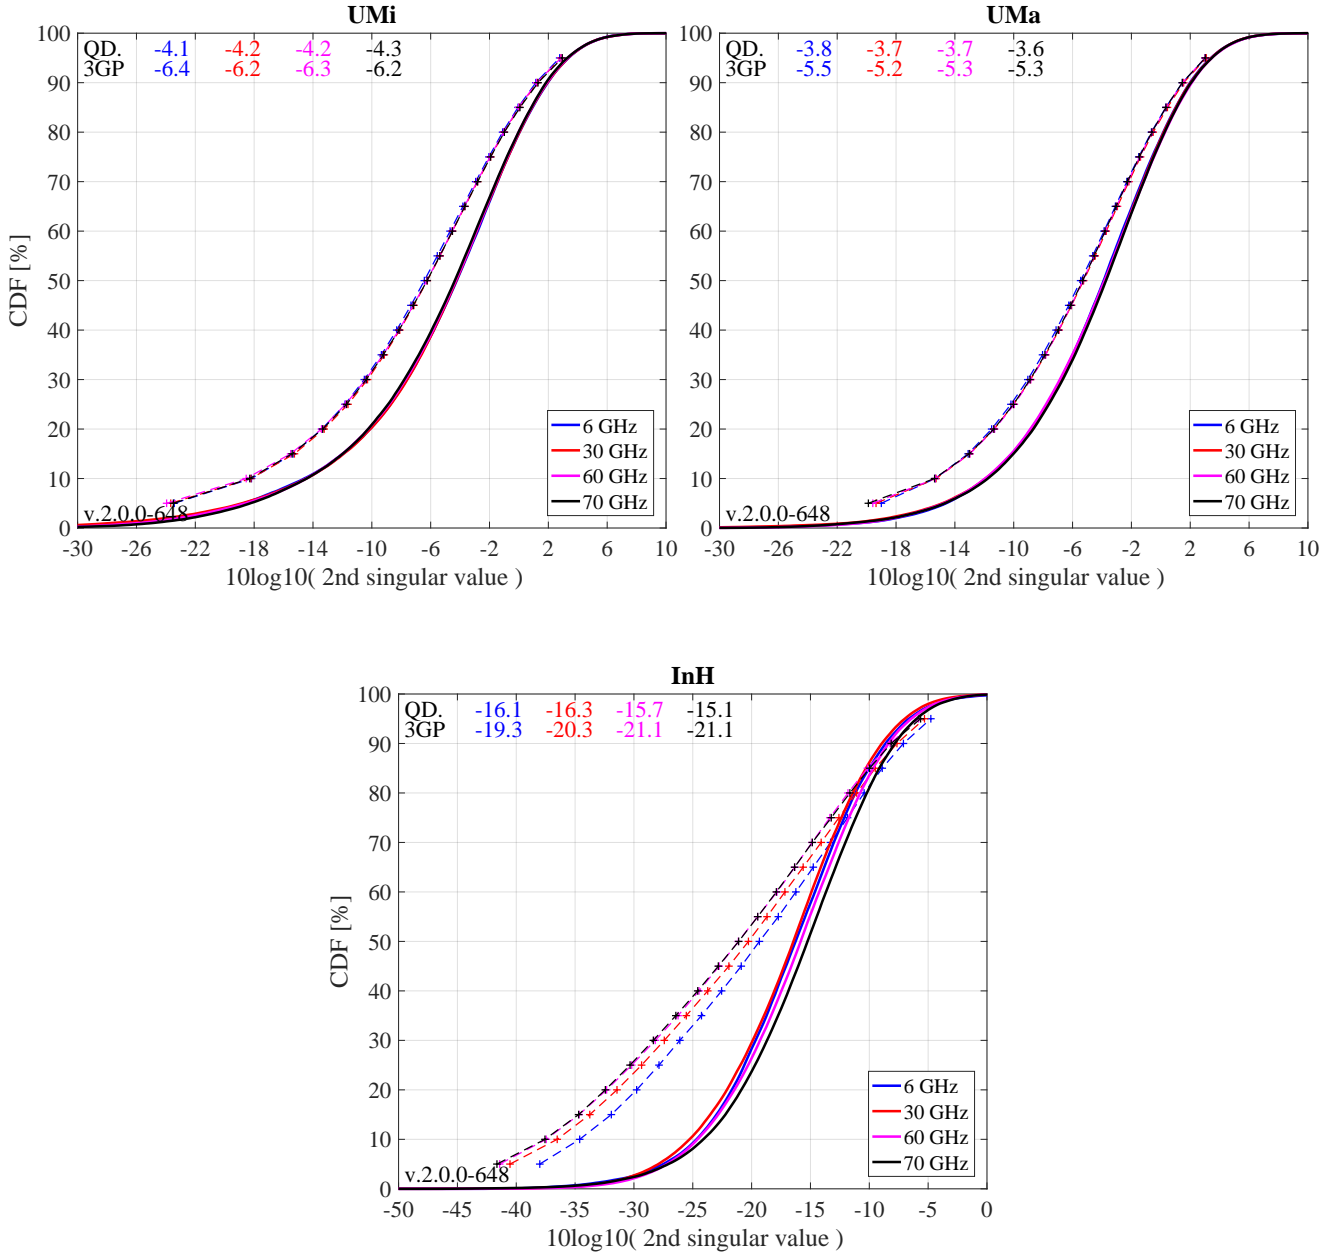 UMi
QD. -4.1 -4.2 -4.2 -4.3
3GP -6.4 -6.2 -6.3 -6.2
100
90
80
70
60
50
40
30
20
10
0
CDF [%]
6 GHz
30 GHz
60 GHz
70 GHz
v.2.0.0-648
-30 -26 -22 -18 -14 -10 -6 -2 2 6 10
10log10( 2nd singular value )
UMa
QD. -3.8 -3.7 -3.7 -3.6
3GP -5.5 -5.2 -5.3 -5.3
100
90
80
70
60
50
40
30
20
10
0
6 GHz
30 GHz
60 GHz
70 GHz
v.2.0.0-648
-30 -26 -22 -18 -14 -10 -6 -2 2 6 10
10log10( 2nd singular value )
InH
QD. -16.1 -16.3 -15.7 -15.1
3GP -19.3 -20.3 -21.1 -21.1
100
90
80
70
60
50
40
30
20
10
0
CDF [%]
6 GHz
30 GHz
60 GHz
70 GHz
v.2.0.0-648
-50 -45 -40 -35 -30 -25 -20 -15 -10 -5 0
10log10( 2nd singular value )